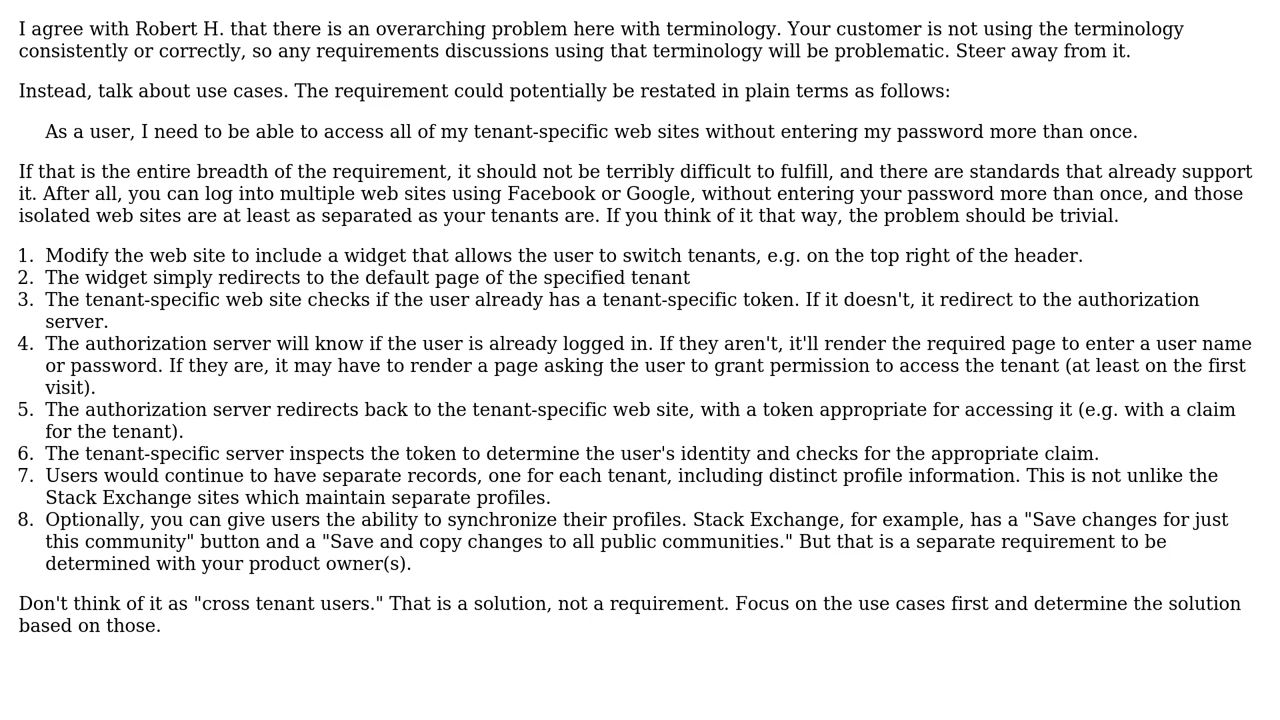 I agree with Robert H. that there is an overarching problem here with terminology. Your customer is not using the terminology
consistently or correctly, so any requirements discussions using that terminology will be problematic. Steer away from it.
Instead, talk about use cases. The requirement could potentially be restated in plain terms as follows:
As a user, I need to be able to access all of my tenant-specific web sites without entering my password more than once.
If that is the entire breadth of the requirement, it should not be terribly difficult to fulfill, and there are standards that already support
it. After all, you can log into multiple web sites using Facebook or Google, without entering your password more than once, and those
isolated web sites are at least as separated as your tenants are. If you think of it that way, the problem should be trivial.
1. Modify the web site to include a widget that allows the user to switch tenants, e.g. on the top right of the header.
2. The widget simply redirects to the default page of the specified tenant
3. The tenant-specific web site checks if the user already has a tenant-specific token. If it doesn't, it redirect to the authorization
server.
4. The authorization server will know if the user is already logged in. If they aren't, it'll render the required page to enter a user name
or password. If they are, it may have to render a page asking the user to grant permission to access the tenant (at least on the first
visit).
5. The authorization server redirects back to the tenant-specific web site, with a token appropriate for accessing it (e.g. with a claim
for the tenant).
6. The tenant-specific server inspects the token to determine the user's identity and checks for the appropriate claim.
7. Users would continue to have separate records, one for each tenant, including distinct profile information. This is not unlike the
Stack Exchange sites which maintain separate profiles.
8. Optionally, you can give users the ability to synchronize their profiles. Stack Exchange, for example, has a "Save changes for just
this community" button and a "Save and copy changes to all public communities." But that is a separate requirement to be
determined with your product owner(s).
Don't think of it as "cross tenant users." That is a solution, not a requirement. Focus on the use cases first and determine the solution
based on those.